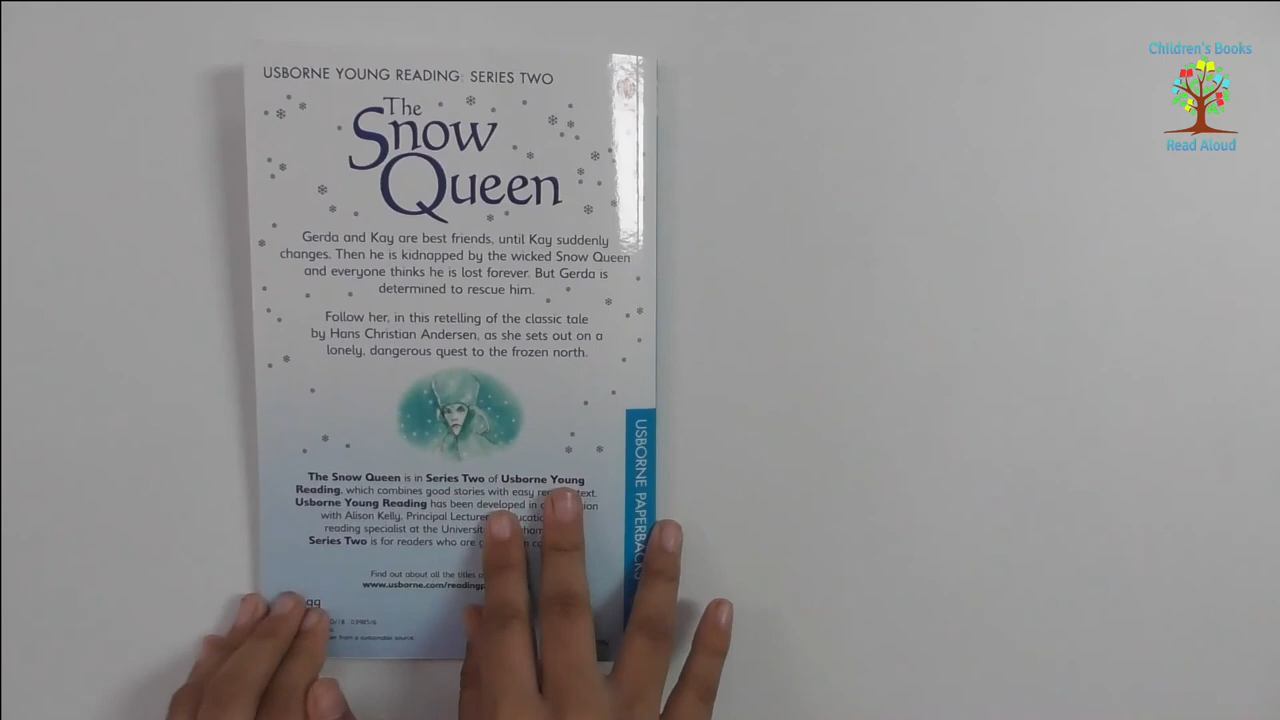 USBORNE YOUNG READING: SERIES TWO
The
Snow
Queen
Gerda and Kay are best friends, until Kay suddenly
changes. Then he is kidnapped by the wicked Snow Queen
and everyone thinks he is lost forever. But Gerda is
determined to rescue him.
Follow her, in this retelling of the classic tale
by Hans Christian Andersen, as she sets out on a
lonely, dangerous quest to the frozen north.
The Snow Queen is in Series Two of Usborne Young
Reading, which combines good stories with easy text.
Usborne Young Reading has been developed in
with Alison Kelly, Principal Lecturer
reading specialist at the
Series Two is for readers who are
Find out about all the titles
www.usborne.com/
USBORNE PAPERBACKS
Children's Books
Read Aloud